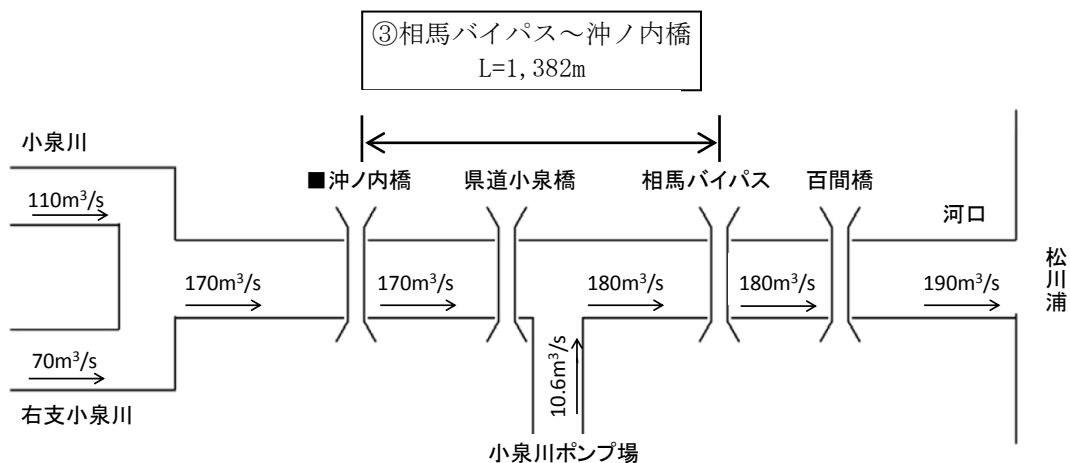 ③相馬バイパス～沖ノ内橋
L=1,382m
小泉川
■沖ノ内橋
県道小泉橋
相馬バイパス
百間橋
河口
110m³/s
170m³/s
170m³/s
180m³/s
180m³/s
190m³/s
松川浦
70m³/s
10.6m³/s
右支小泉川
小泉川ポンプ場